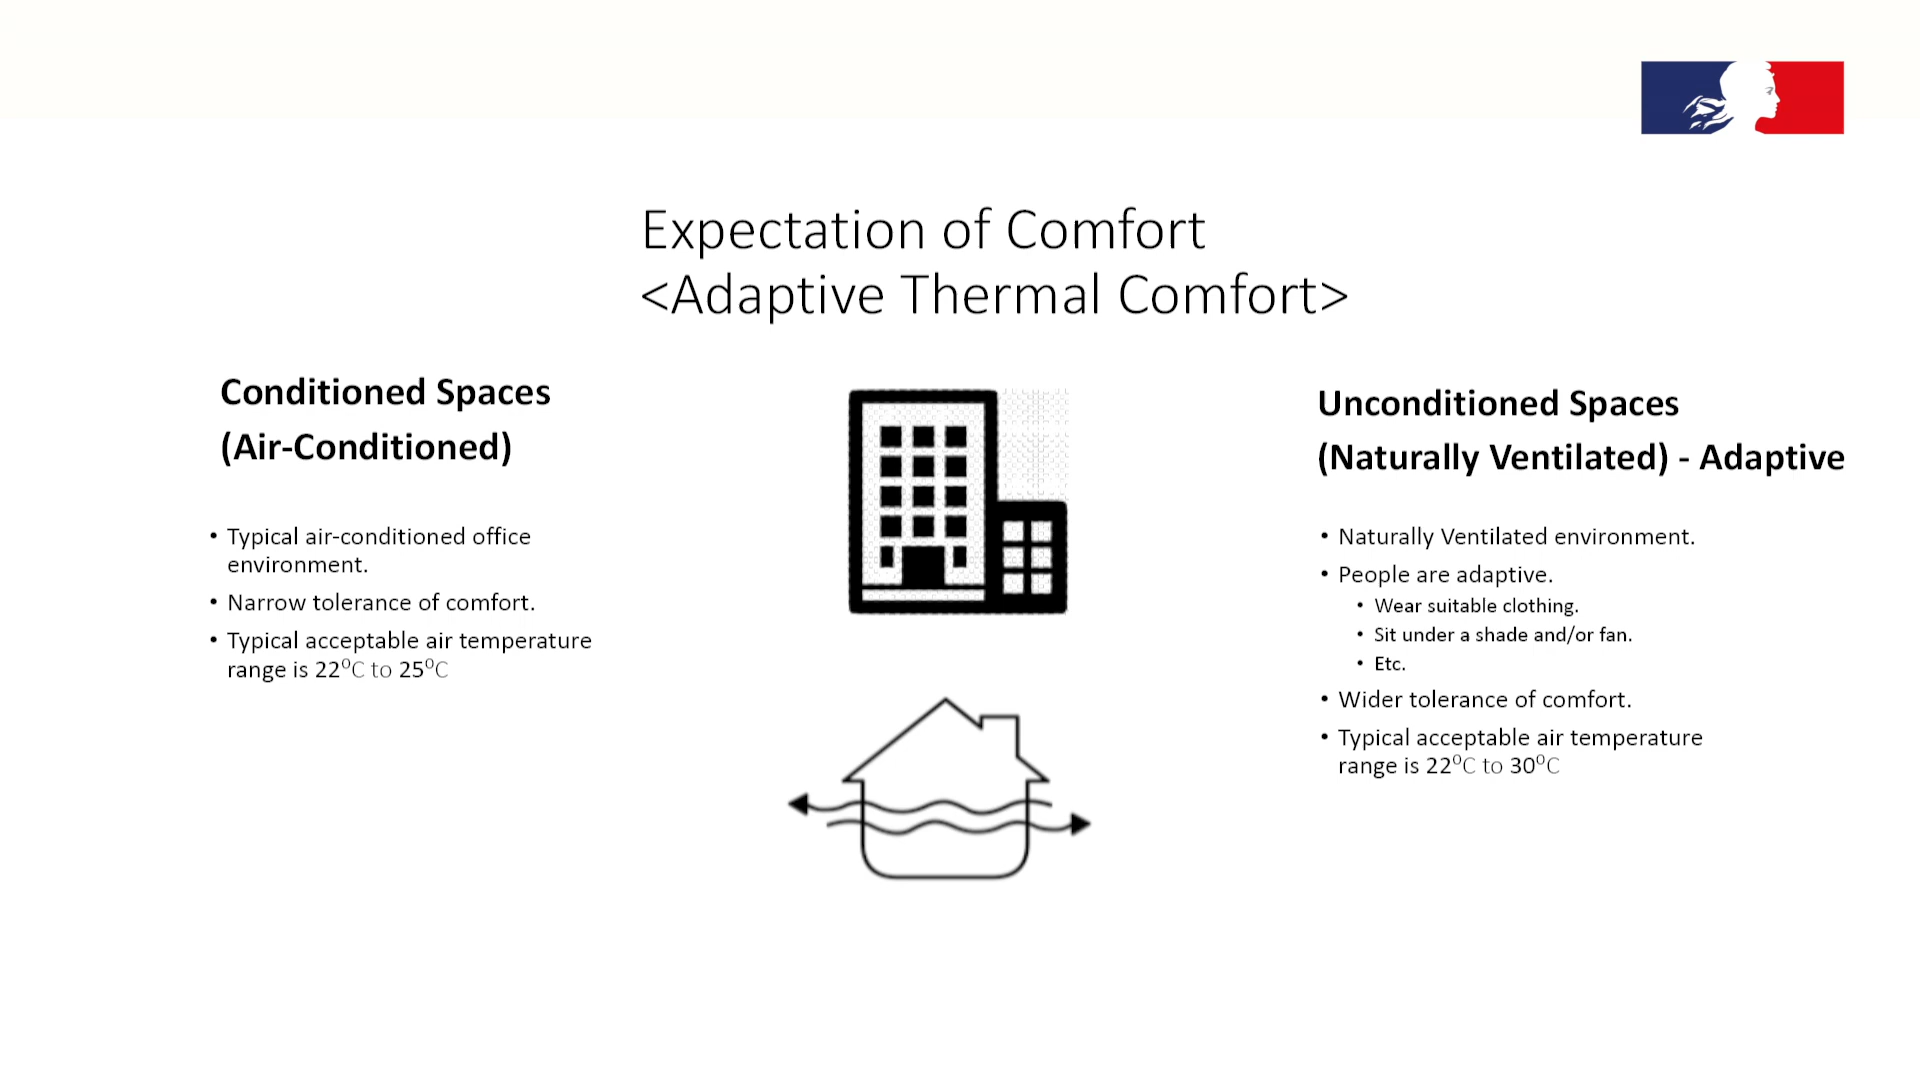 Expectation of Comfort
<Adaptive Thermal Comfort>
Conditioned Spaces
(Air-Conditioned)
• Typical air-conditioned office
environment.
• Narrow tolerance of comfort.
• Typical acceptable air temperature
range is 22⁰C to 25⁰C
Unconditioned Spaces
(Naturally Ventilated) - Adaptive
• Naturally Ventilated environment.
• People are adaptive.
• Wear suitable clothing.
• Sit under a shade and/or fan.
• Etc.
• Wider tolerance of comfort.
• Typical acceptable air temperature
range is 22⁰C to 30⁰C